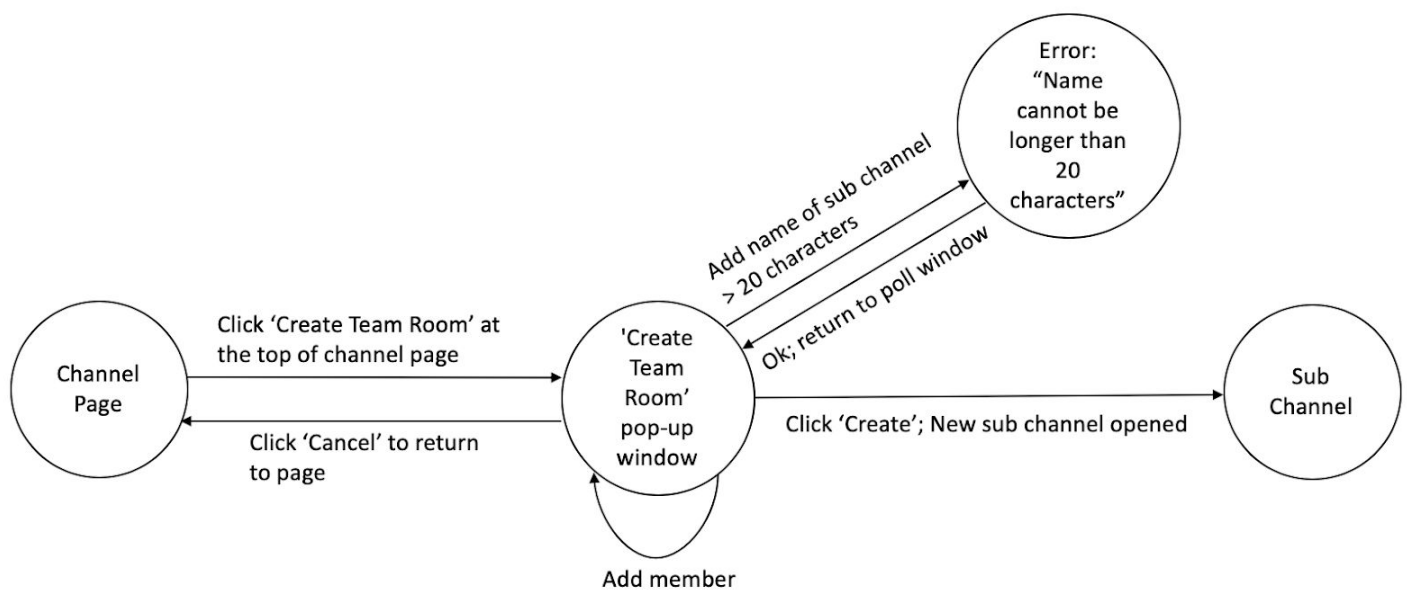 Error:
“Name
cannot be
longer than
20
characters”
Add name of sub channel
> 20 characters
Ok; return to poll window
Click ‘Create Team Room’ at
the top of channel page
Channel
Page
Click ‘Cancel’ to return
to page
'Create
Team
Room’
pop-up
window
Sub
Channel
Click ‘Create’; New sub channel opened
Add member